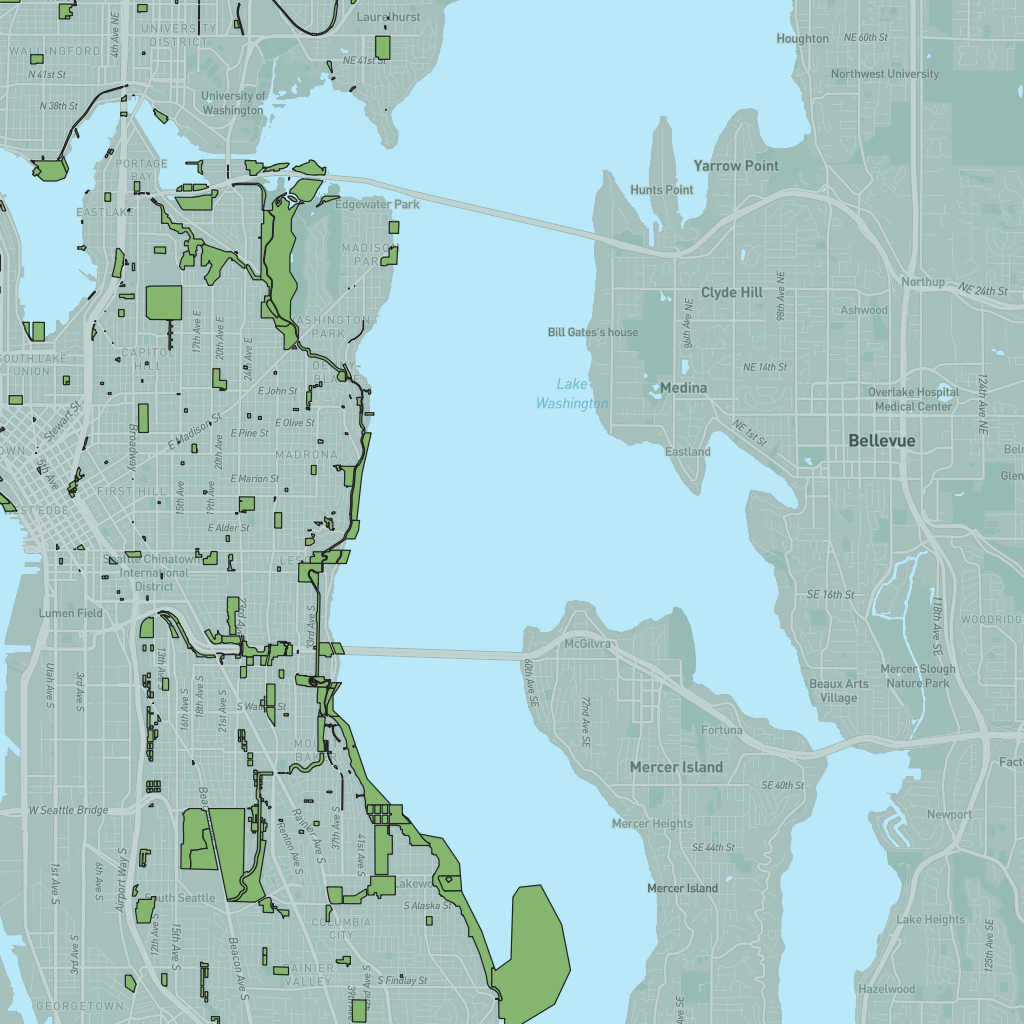 Laurelhurst
UNIVERSITY
DISTRICT
4th Ave NE
WALLINGFORD
N 41st St
NE 41st St
N 38th St
University of
Washington
Houghton
NE 60th St
Northwest University
PORTAGE
BAY
EASTLAKE
Edgewater Park
MADISON
PARK
Yarrow Point
Hunts Point
Clyde Hill
Northup
NE 24th St
Ashwood
98th Ave NE
86th Ave NE
Bill Gates's house
17th Ave E
20th Ave E
24th Ave E
SOUTH LAKE
UNION
CAPITOL
HILL
E John St
NE 14th St
Lake
Washington
Medina
Overlake Hospital
Medical Center
124th Ave NE
NE 1st St
Bellevue
Eastland
Stewart St
5th Ave
Broadway
E Madison St
E Olive St
E Pine St
20th Ave
MADRONA
E Marion St
FIRST HILL
15th Ave
19th Ave
E Alder St
Seattle Chinatown
International
District
Lumen Field
23rd Ave
33rd Ave S
SE 16th St
118th Ave SE
McGilvra
60th Ave SE
72nd Ave SE
Mercer Slough
Nature Park
Beaux Arts
Village
Utah Ave S
3rd Ave S
13th Ave S
16th Ave S
18th Ave S
21st Ave S
Fortuna
Mercer Island
SE 40th St
W Seattle Bridge
Rainier Ave S
Renton Ave S
37th Ave S
41st Ave S
Mercer Heights
SE 44th St
Newport
1st Ave S
6th Ave S
Airport Way S
South Seattle
Mercer Island
S Alaska St
COLUMBIA
CITY
Lake Heights
12th Ave S
15th Ave S
3rd Ave S
Beacon Ave S
RAINIER
VALLEY
S Findlay St
39th Ave S
42nd Ave S
125th Ave SE
Hazelwood
GEORGETOWN